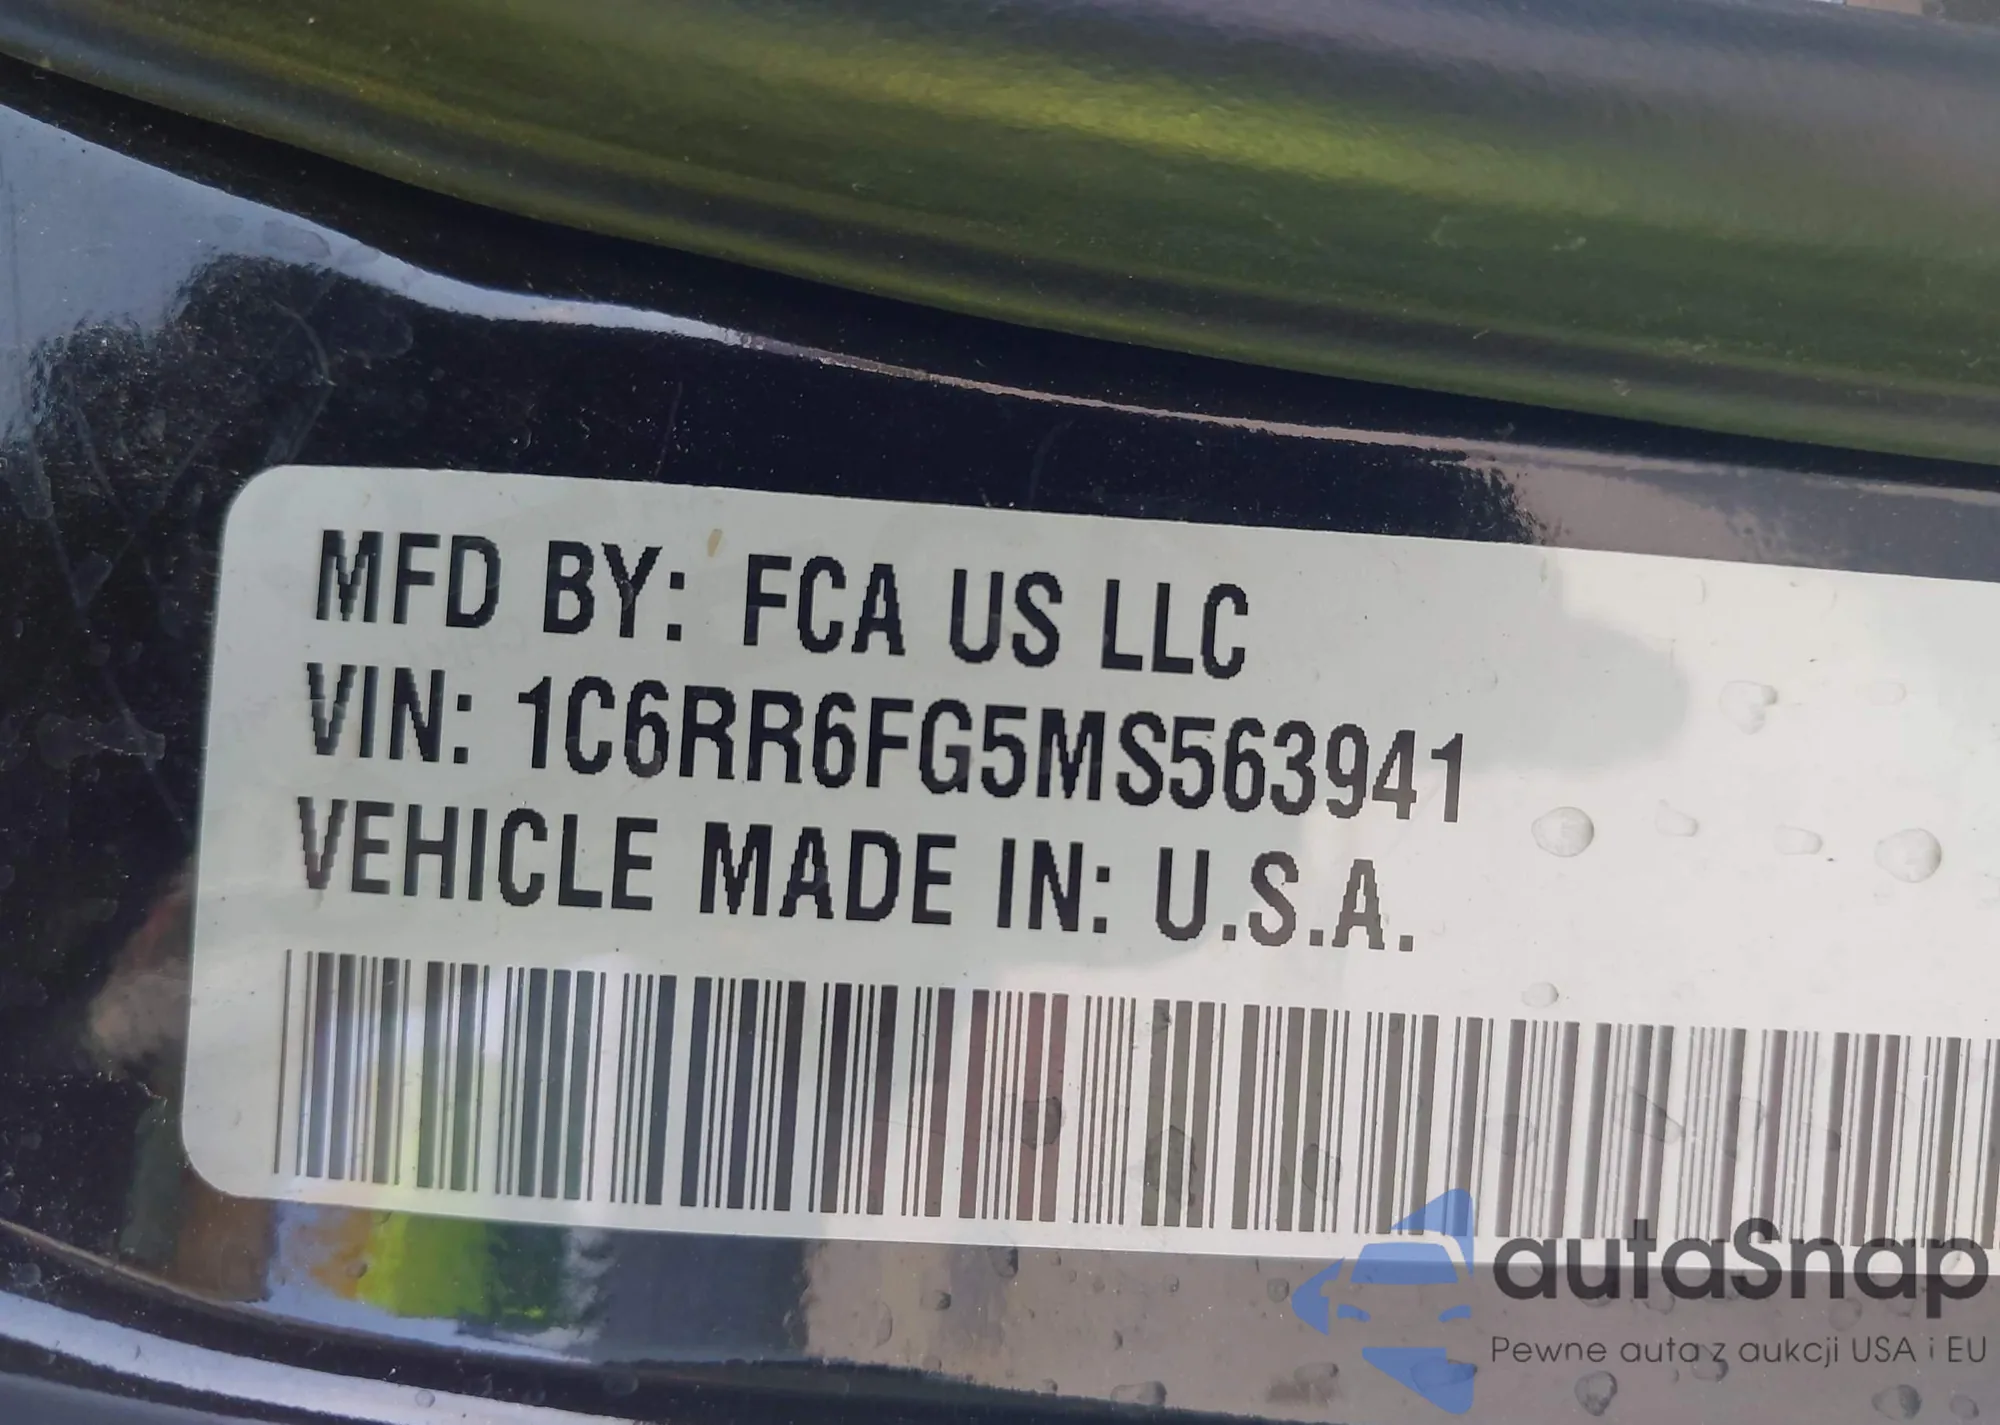 MFD BY: FCA US LLC
VIN: 1C6RR6FG5MS563941
VEHICLE MADE IN: U.S.A.
autaSnap
Pewne auta z aukcji USA i EU